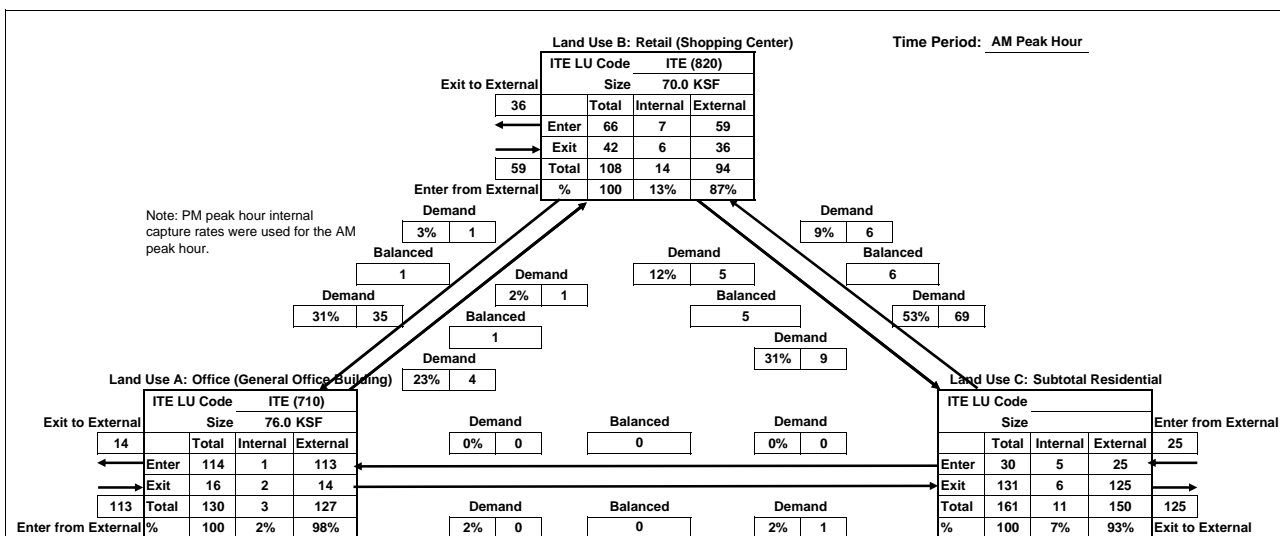 Land Use B: Retail (Shopping Center)
Time Period: AM Peak Hour
ITE LU Code ITE (820)
Exit to External Size 70.0 KSF
36 Total Internal External
Enter 66 7 59
Exit 42 6 36
59 Total 108 14 94
Enter from External % 100 13% 87%
Note: PM peak hour internal
capture rates were used for the AM
peak hour.
Demand
3% 1
Balanced
1
Demand
31% 35
Demand
2% 1
Balanced
1
Demand
23% 4
Demand
12% 5
Balanced
5
Demand
31% 9
Demand
9% 6
Balanced
6
Demand
53% 69
Land Use A: Office (General Office Building)
ITE LU Code ITE (710)
Exit to External Size 76.0 KSF
14 Total Internal External
Enter 114 1 113
Exit 16 2 14
113 Total 130 3 127
Enter from External % 100 2% 98%
Demand Balanced Demand
0% 0 0 0% 0
Demand Balanced Demand
2% 0 0 2% 1
Land Use C: Subtotal Residential
ITE LU Code
Size Enter from External
Total Internal External 25
Enter 30 5 25
Exit 131 6 125
Total 161 11 150 125
% 100 7% 93% Exit to External